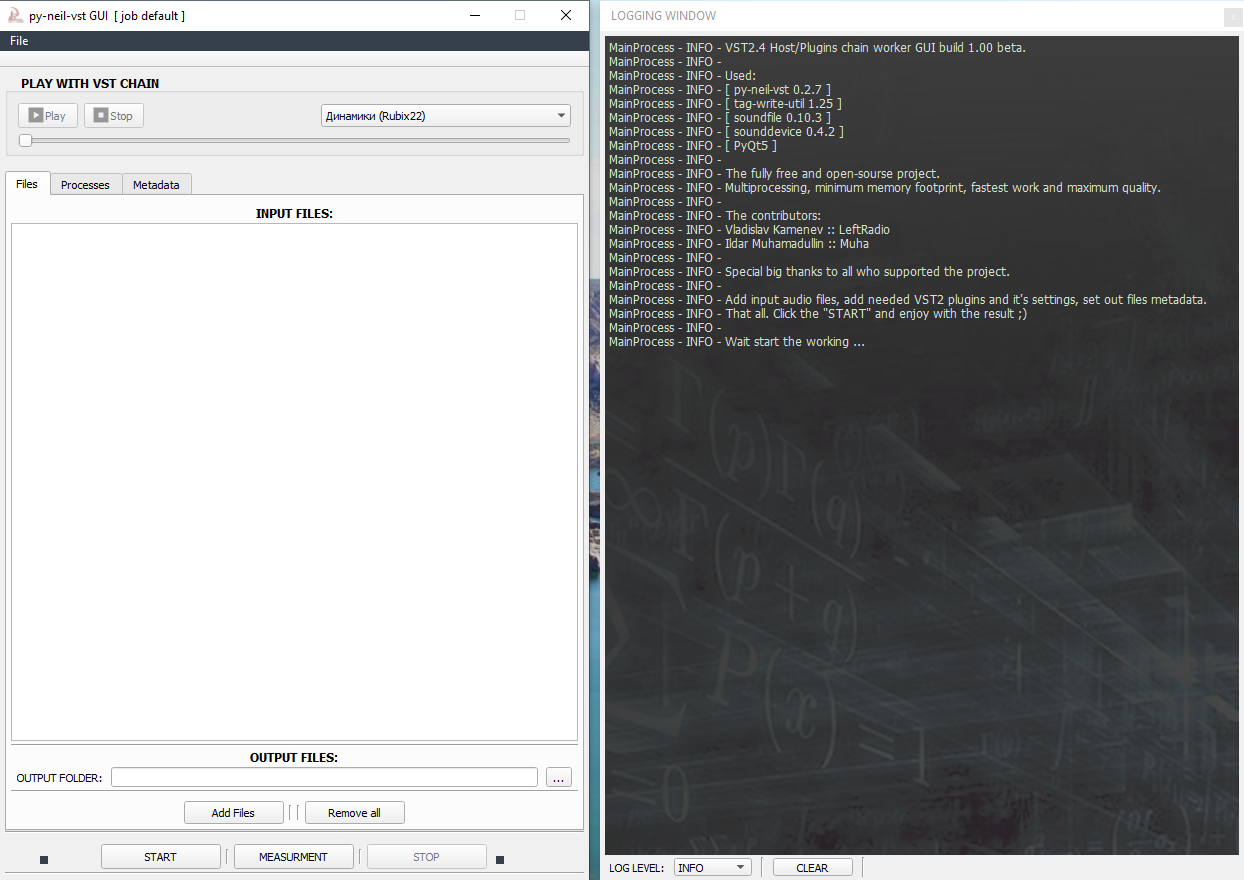 py-neil-vst GUI [ job default ]
File
PLAY WITH VST CHAIN
Play
Stop
Динамики (Rubix22)
Files
Processes
Metadata
INPUT FILES:
OUTPUT FILES:
OUTPUT FOLDER:
...
Add Files
Remove all
START
MEASURMENT
STOP
LOGGING WINDOW
MainProcess - INFO - VST2.4 Host/Plugins chain worker GUI build 1.00 beta.
MainProcess - INFO -
MainProcess - INFO - Used:
MainProcess - INFO - [ py-neil-vst 0.2.7 ]
MainProcess - INFO - [ tag-write-util 1.25 ]
MainProcess - INFO - [ soundfile 0.10.3 ]
MainProcess - INFO - [ sounddevice 0.4.2 ]
MainProcess - INFO - [ PyQt5 ]
MainProcess - INFO -
MainProcess - INFO - The fully free and open-sourse project.
MainProcess - INFO - Multiprocessing, minimum memory footprint, fastest work and maximum quality.
MainProcess - INFO -
MainProcess - INFO - The contributors:
MainProcess - INFO - Vladislav Kamenev :: LeftRadio
MainProcess - INFO - Ildar Muhamadullin :: Muha
MainProcess - INFO -
MainProcess - INFO - Special big thanks to all who supported the project.
MainProcess - INFO -
MainProcess - INFO - Add input audio files, add needed VST2 plugins and it's settings, set out files metadata.
MainProcess - INFO - That all. Click the "START" and enjoy with the result ;)
MainProcess - INFO -
MainProcess - INFO - Wait start the working ...
LOG LEVEL:
INFO
CLEAR